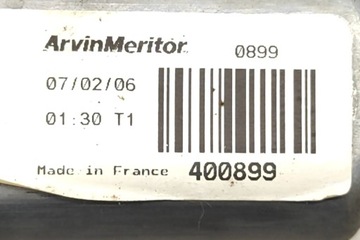 ArvinMeritor 0899
07/02/06
01:30 T1
Made in France 400899